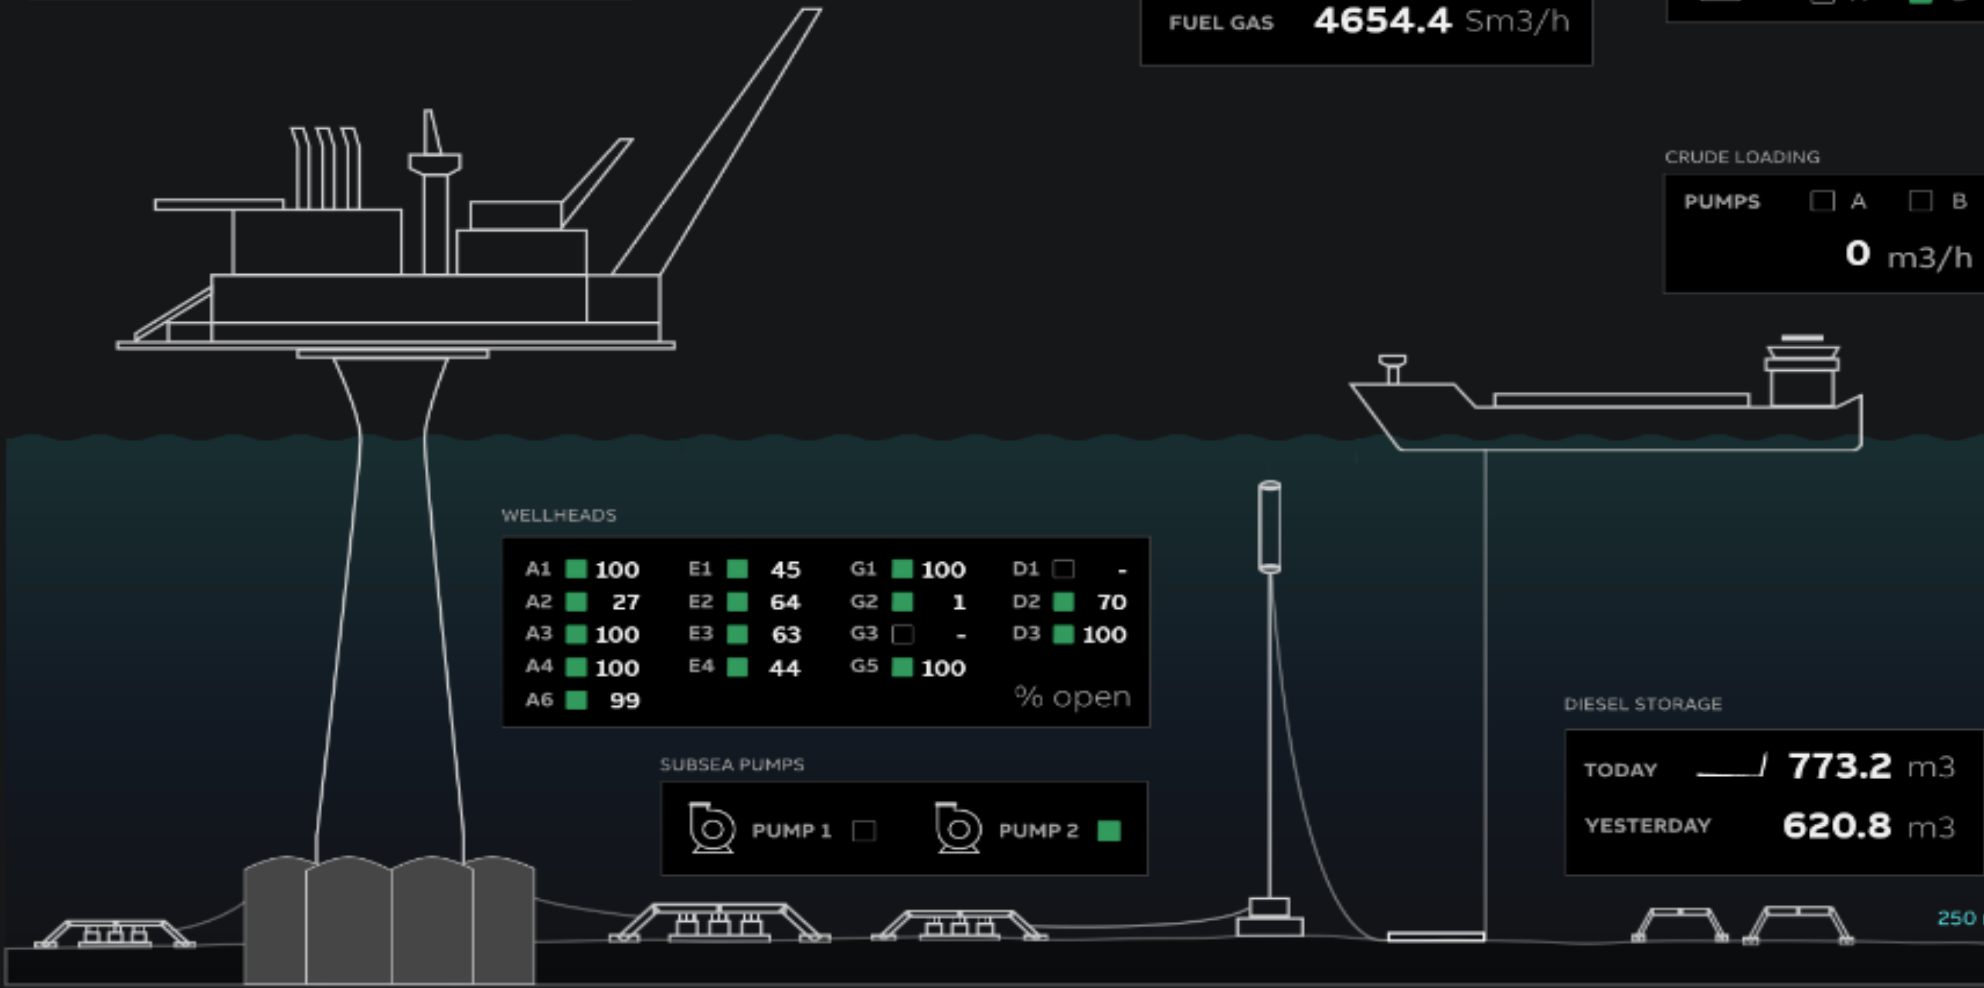 FUEL GAS 4654.4 Sm3/h
CRUDE LOADING
PUMPS A B
0 m3/h
WELLHEADS
A1 100 E1 45 G1 100 D1 -
A2 27 E2 64 G2 1 D2 70
A3 100 E3 63 G3 - D3 100
A4 100 E4 44 G5 100
A6 99 % open
SUBSEA PUMPS
PUMP 1 PUMP 2
DIESEL STORAGE
TODAY 773.2 m3
YESTERDAY 620.8 m3
250